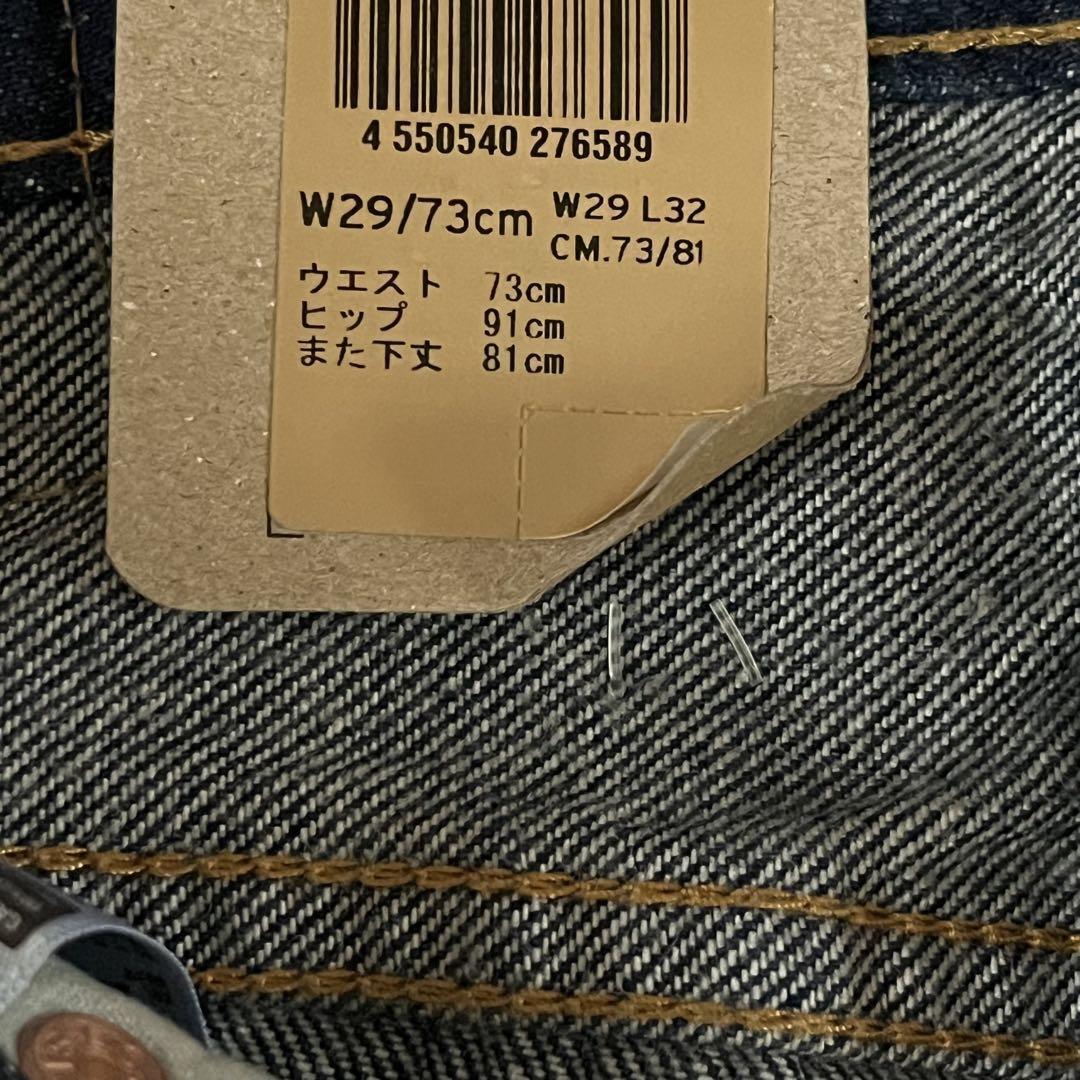 4 550540 276589
W29/73cm
W29 L32
CM.73/81
ウエスト 73cm
ヒップ 91cm
また下丈 81cm